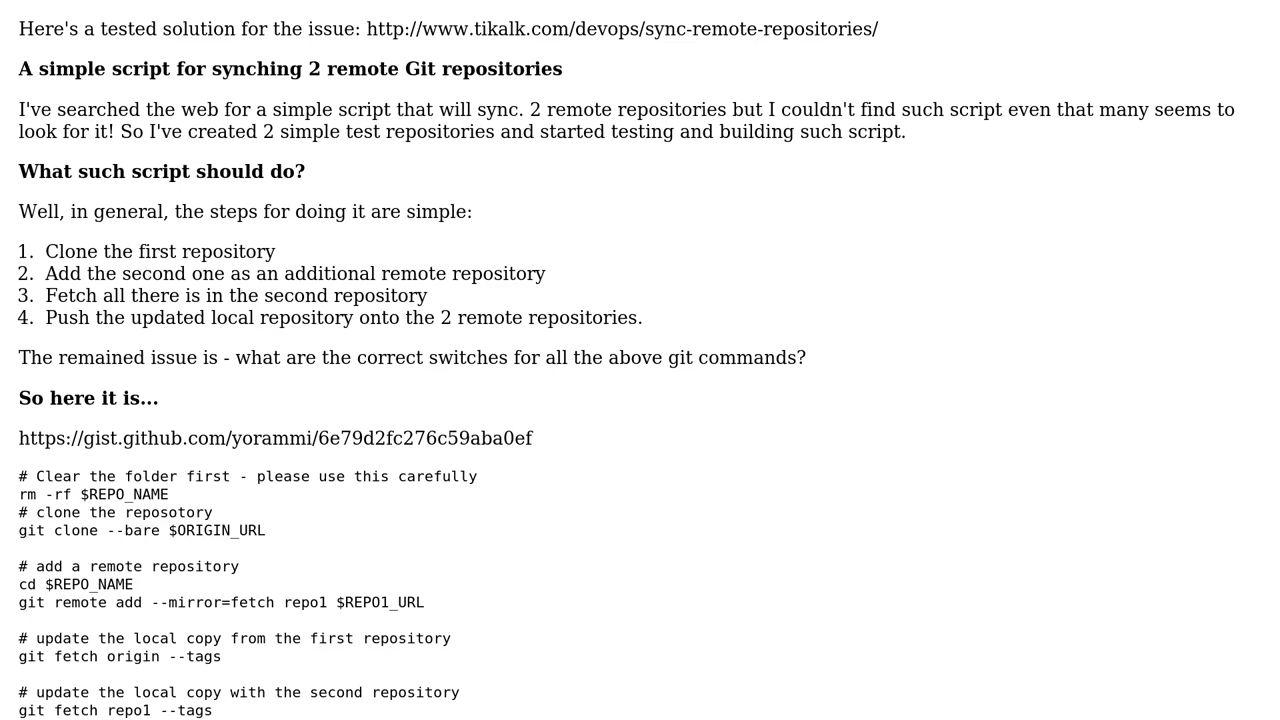 Here's a tested solution for the issue: http://www.tikalk.com/devops/sync-remote-repositories/
A simple script for synching 2 remote Git repositories
I've searched the web for a simple script that will sync. 2 remote repositories but I couldn't find such script even that many seems to
look for it! So I've created 2 simple test repositories and started testing and building such script.
What such script should do?
Well, in general, the steps for doing it are simple:
1. Clone the first repository
2. Add the second one as an additional remote repository
3. Fetch all there is in the second repository
4. Push the updated local repository onto the 2 remote repositories.
The remained issue is - what are the correct switches for all the above git commands?
So here it is...
https://gist.github.com/yorammi/6e79d2fc276c59aba0ef
# Clear the folder first - please use this carefully
rm -rf $REPO_NAME
# clone the reposotory
git clone --bare $ORIGIN_URL
# add a remote repository
cd $REPO_NAME
git remote add --mirror=fetch repo1 $REPO1_URL
# update the local copy from the first repository
git fetch origin --tags
# update the local copy with the second repository
git fetch repo1 --tags